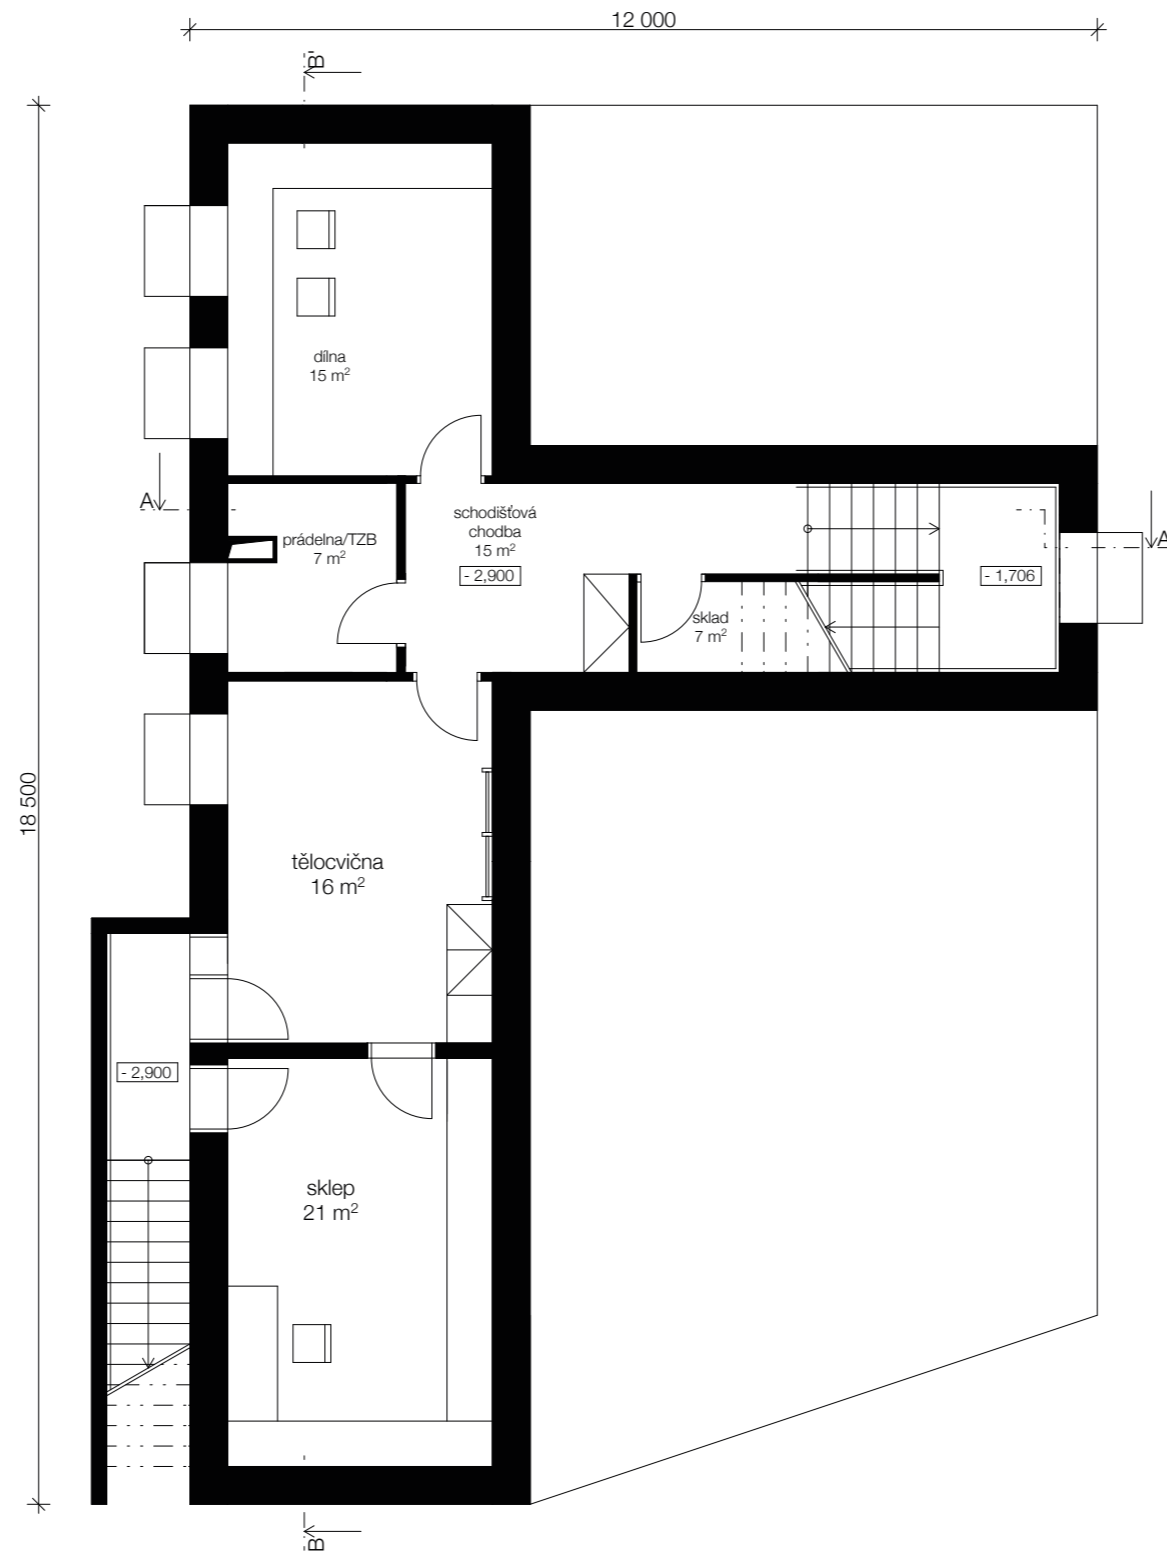 12 000
B'
dílna
15 m²
A
schodišťová
chodba
15 m²
- 2,900
prádelna/TZB
7 m²
- 1,706
A'
sklad
7 m²
18 500
tělocvična
16 m²
- 2,900
sklep
21 m²
B